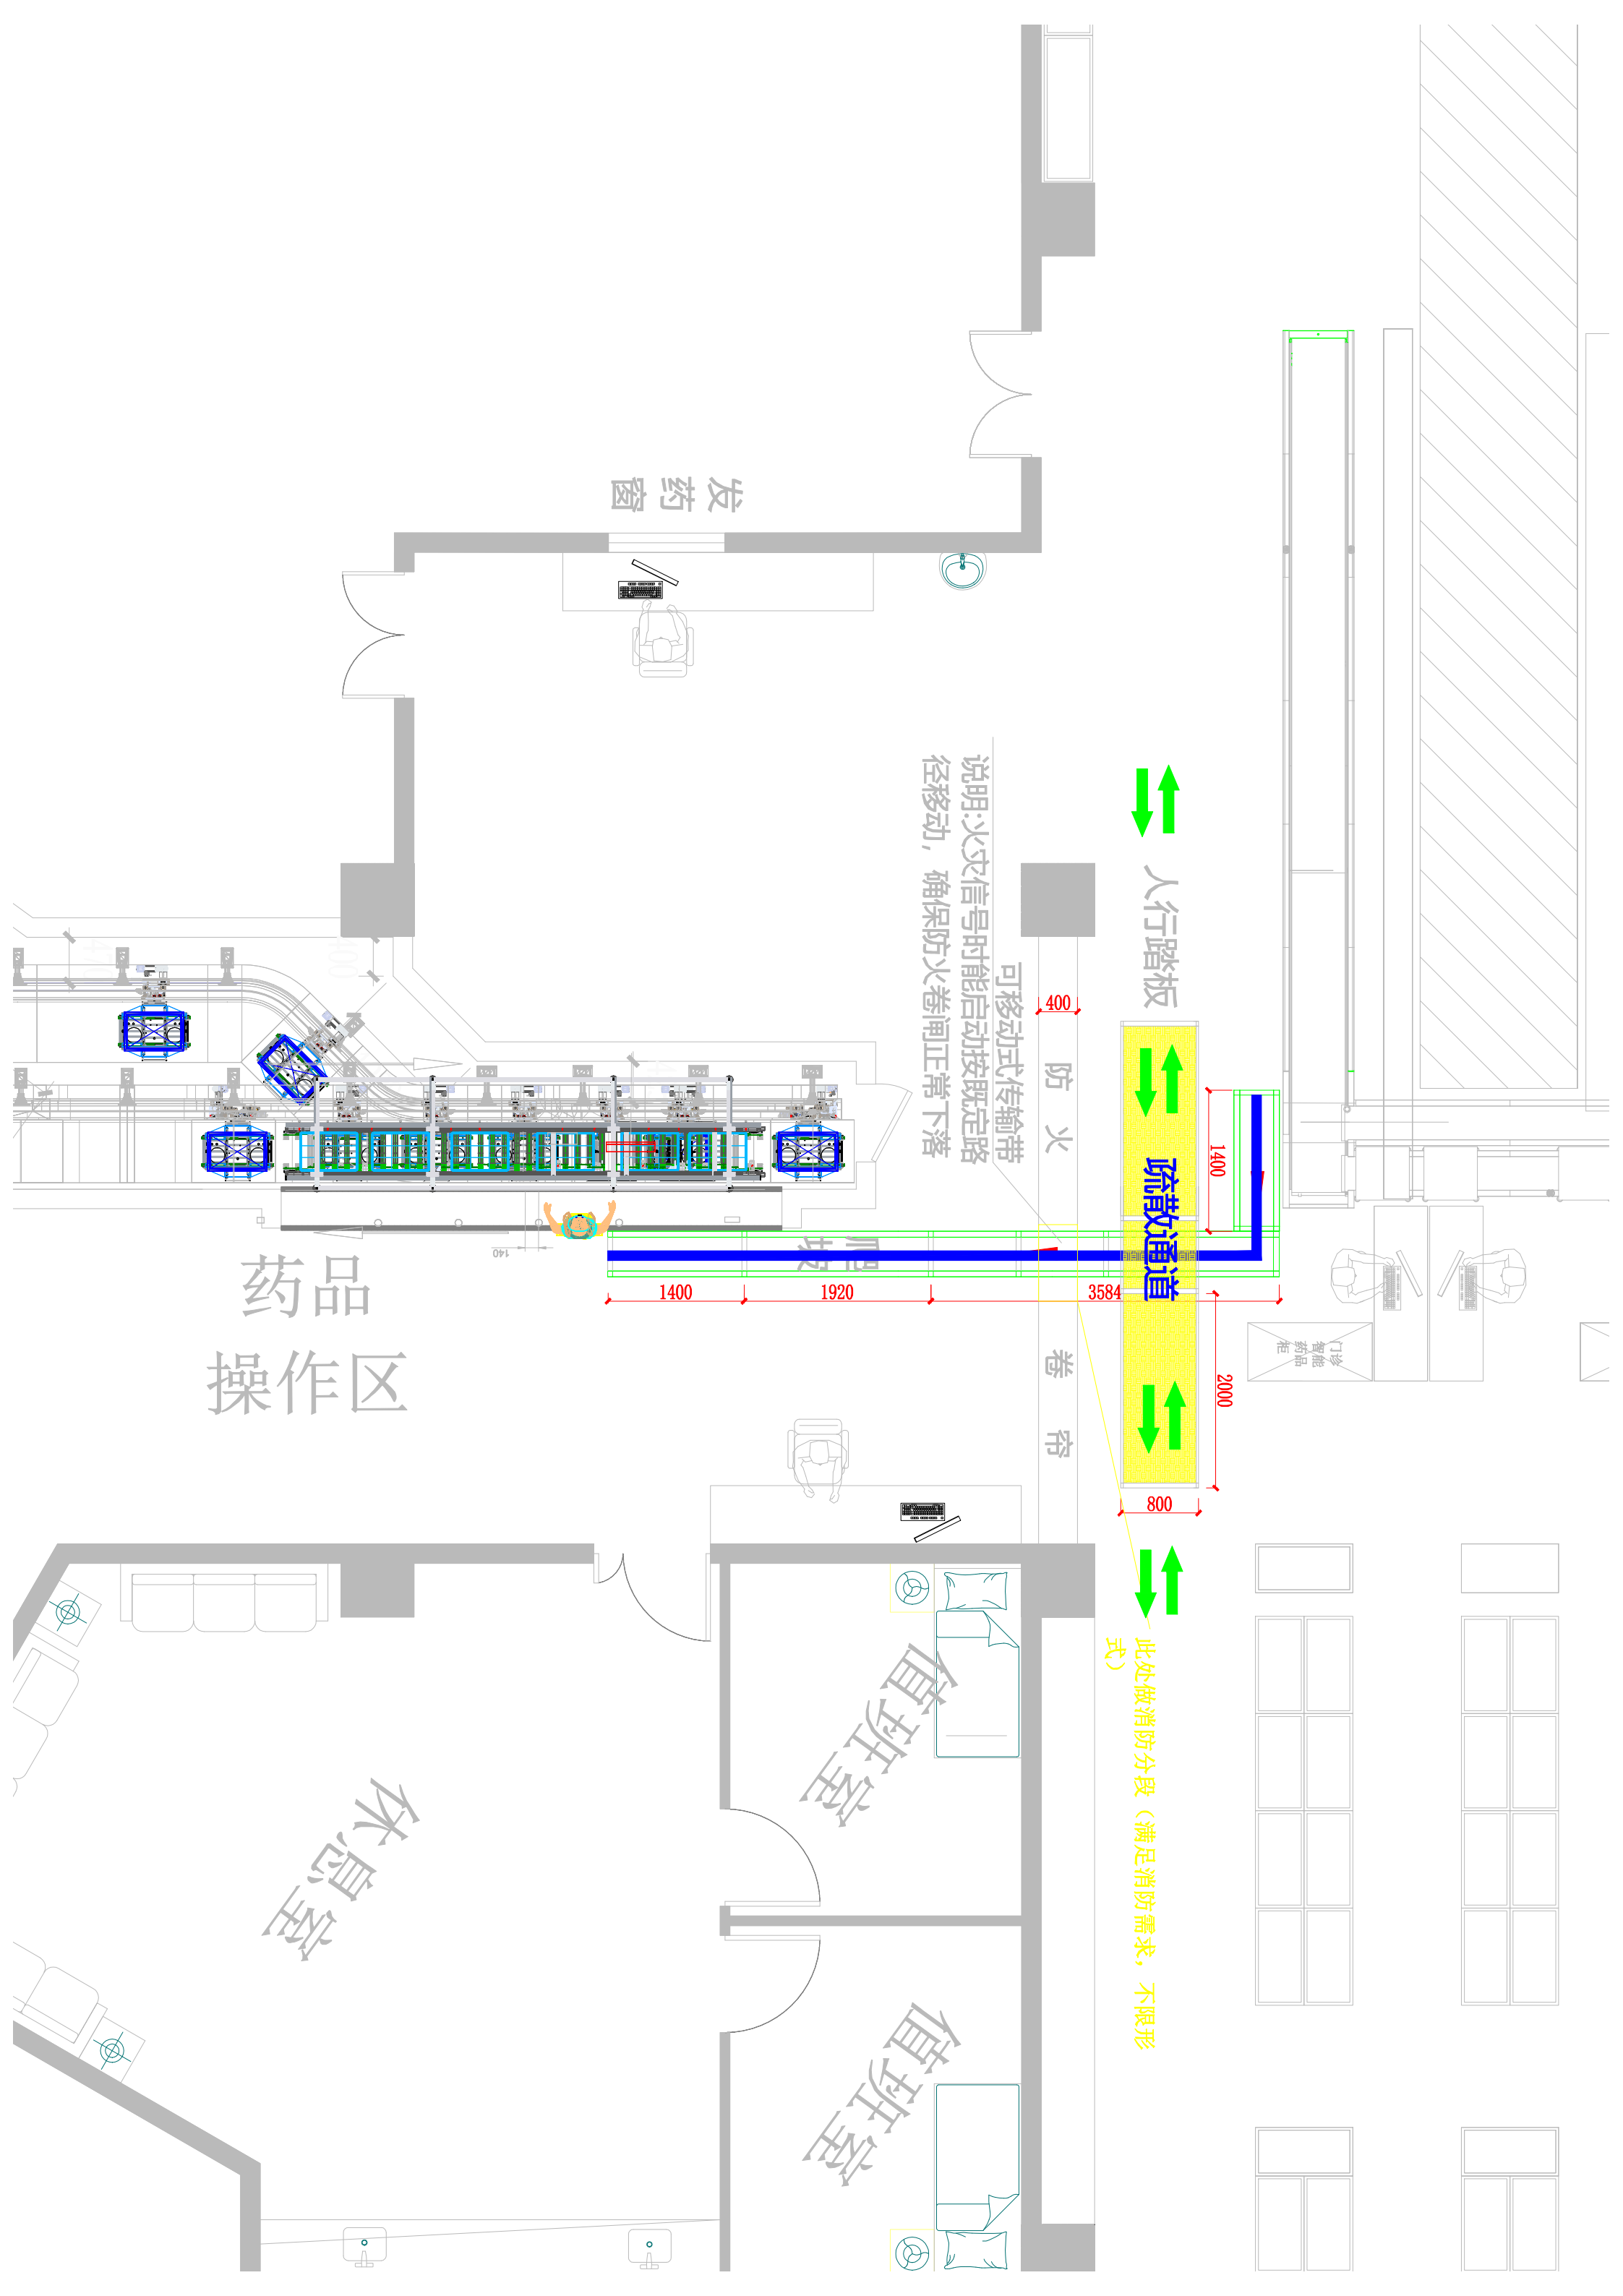 发药窗
说明:火灾信号时能启动按既定路
径移动，确保防火卷闸正常下落
可移动式传输带
人行踏板
400
防火
卷帘
疏散通道
1400
爬坡
140
1400
1920
3584
2000
800
药品
操作区
门诊
智能
药品
柜
此处做消防分段（满足消防需求，不限形
式）
值班室
休息室
值班室